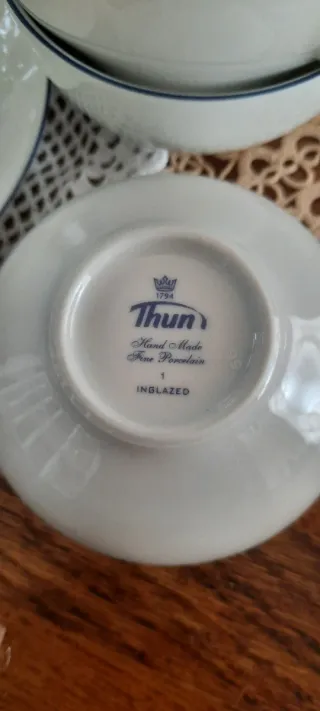 1794
Thun
Hand Made
Fine Porcelain
1
INGLAZED